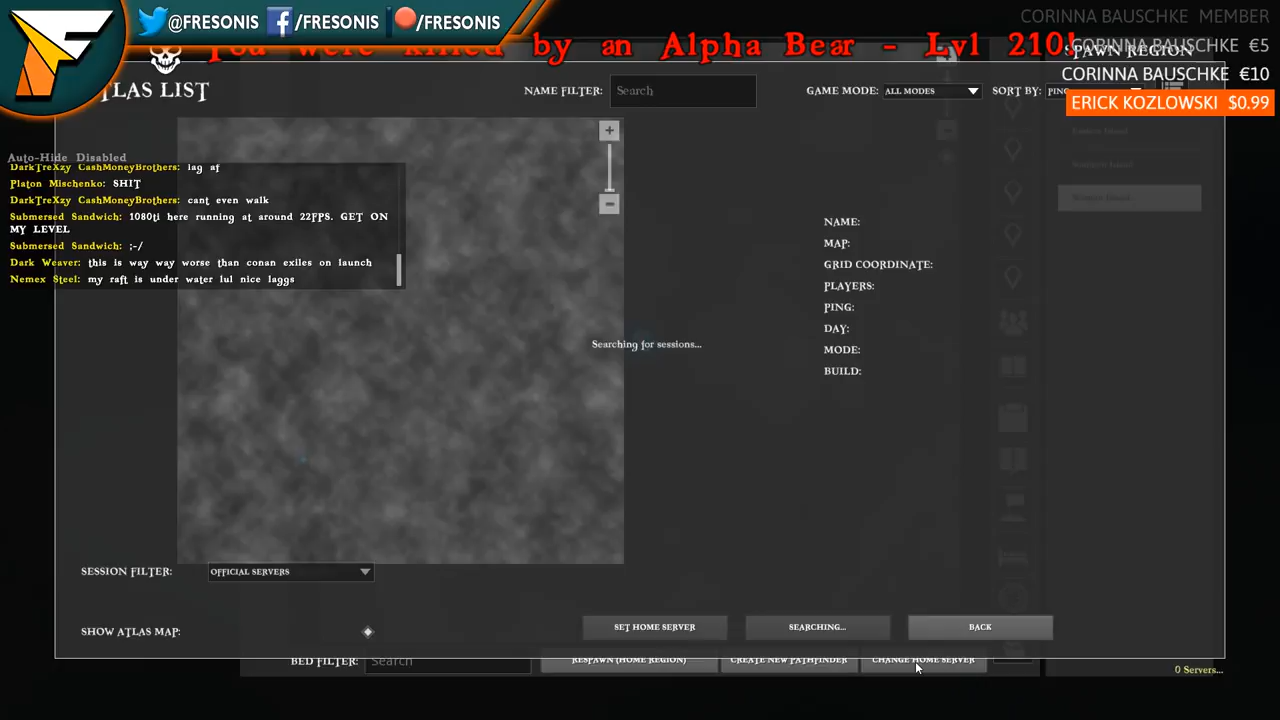 @FRESONIS /FRESONIS /FRESONIS
CORINNA BAUSCHKE MEMBER
CORINNA BAUSCHKE €5
CORINNA BAUSCHKE €10
ERICK KOZLOWSKI $0.99
You were killed by an Alpha Bear - Lvl 210!
SPAWN REGION
ATLAS LIST
NAME FILTER: Search
GAME MODE: ALL MODES
SORT BY: PING
Auto-Hide Disabled
DarkTreXzy CashMoneyBrothers: lag af
Platon Mischenko: SHIT
DarkTreXzy CashMoneyBrothers: cant even walk
Submersed Sandwich: 1080ti here running at around 22FPS. GET ON
MY LEVEL
Submersed Sandwich: ;-/
Dark Weaver: this is way way worse than conan exiles on launch
Nemex Steel: my raft is under water lul nice laggs
NAME:
MAP:
GRID COORDINATE:
PLAYERS:
PING:
DAY:
MODE:
BUILD:
Searching for sessions...
SESSION FILTER: OFFICIAL SERVERS
SHOW ATLAS MAP:
SET HOME SERVER
SEARCHING...
BACK
BED FILTER: Search
RESPAWN (HOME REGION)
CREATE NEW PATHFINDER
CHANGE HOME SERVER
0 Servers...